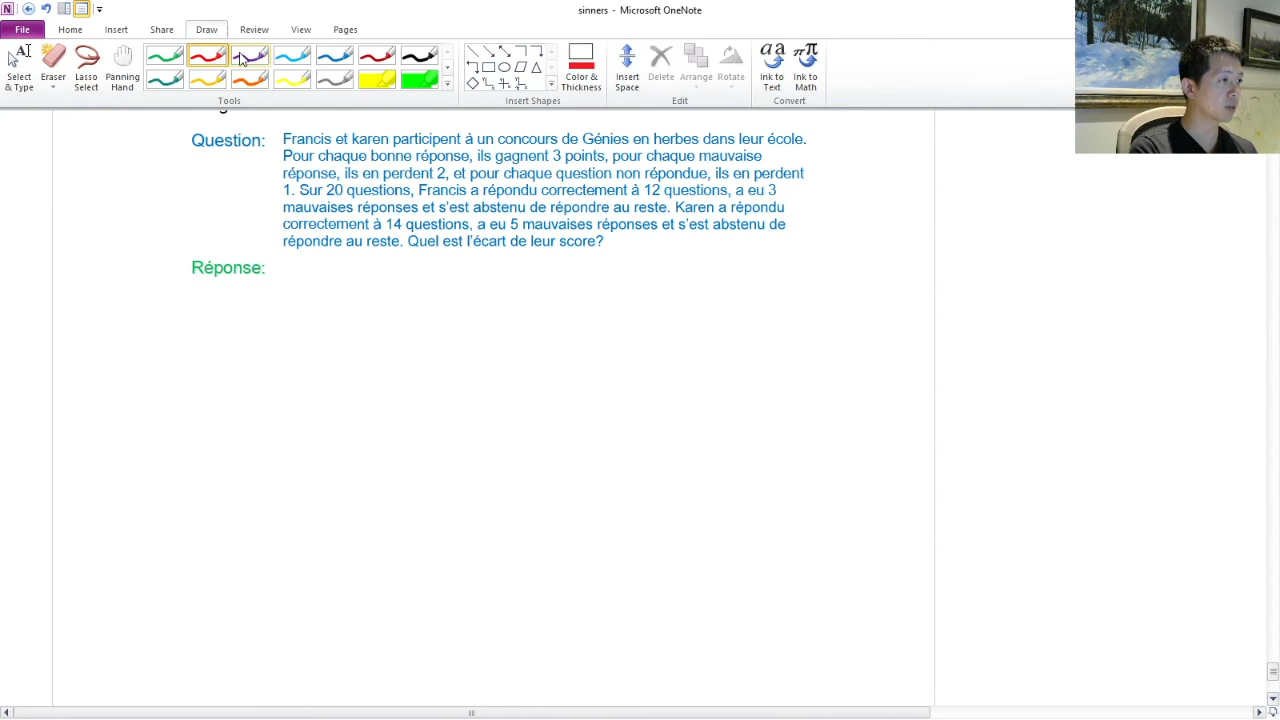 sinners - Microsoft OneNote
File Home Insert Draw Review View Pages
Select & Type
Eraser
Lasso Select
Panning Hand
Color & Thickness
Insert Space
Delete
Arrange
Rotate
Ink to Text
Ink to Math
Tools
Insert Shapes
Edit
Convert
Question: Francis et karen participent à un concours de Génies en herbes dans leur école.
Pour chaque bonne réponse, ils gagnent 3 points, pour chaque mauvaise
réponse, ils en perdent 2, et pour chaque question non répondue, ils en perdent
1. Sur 20 questions, Francis a répondu correctement à 12 questions, a eu 3
mauvaises réponses et s'est abstenu de répondre au reste. Karen a répondu
correctement à 14 questions, a eu 5 mauvaises réponses et s'est abstenu de
répondre au reste. Quel est l'écart de leur score?
Réponse: